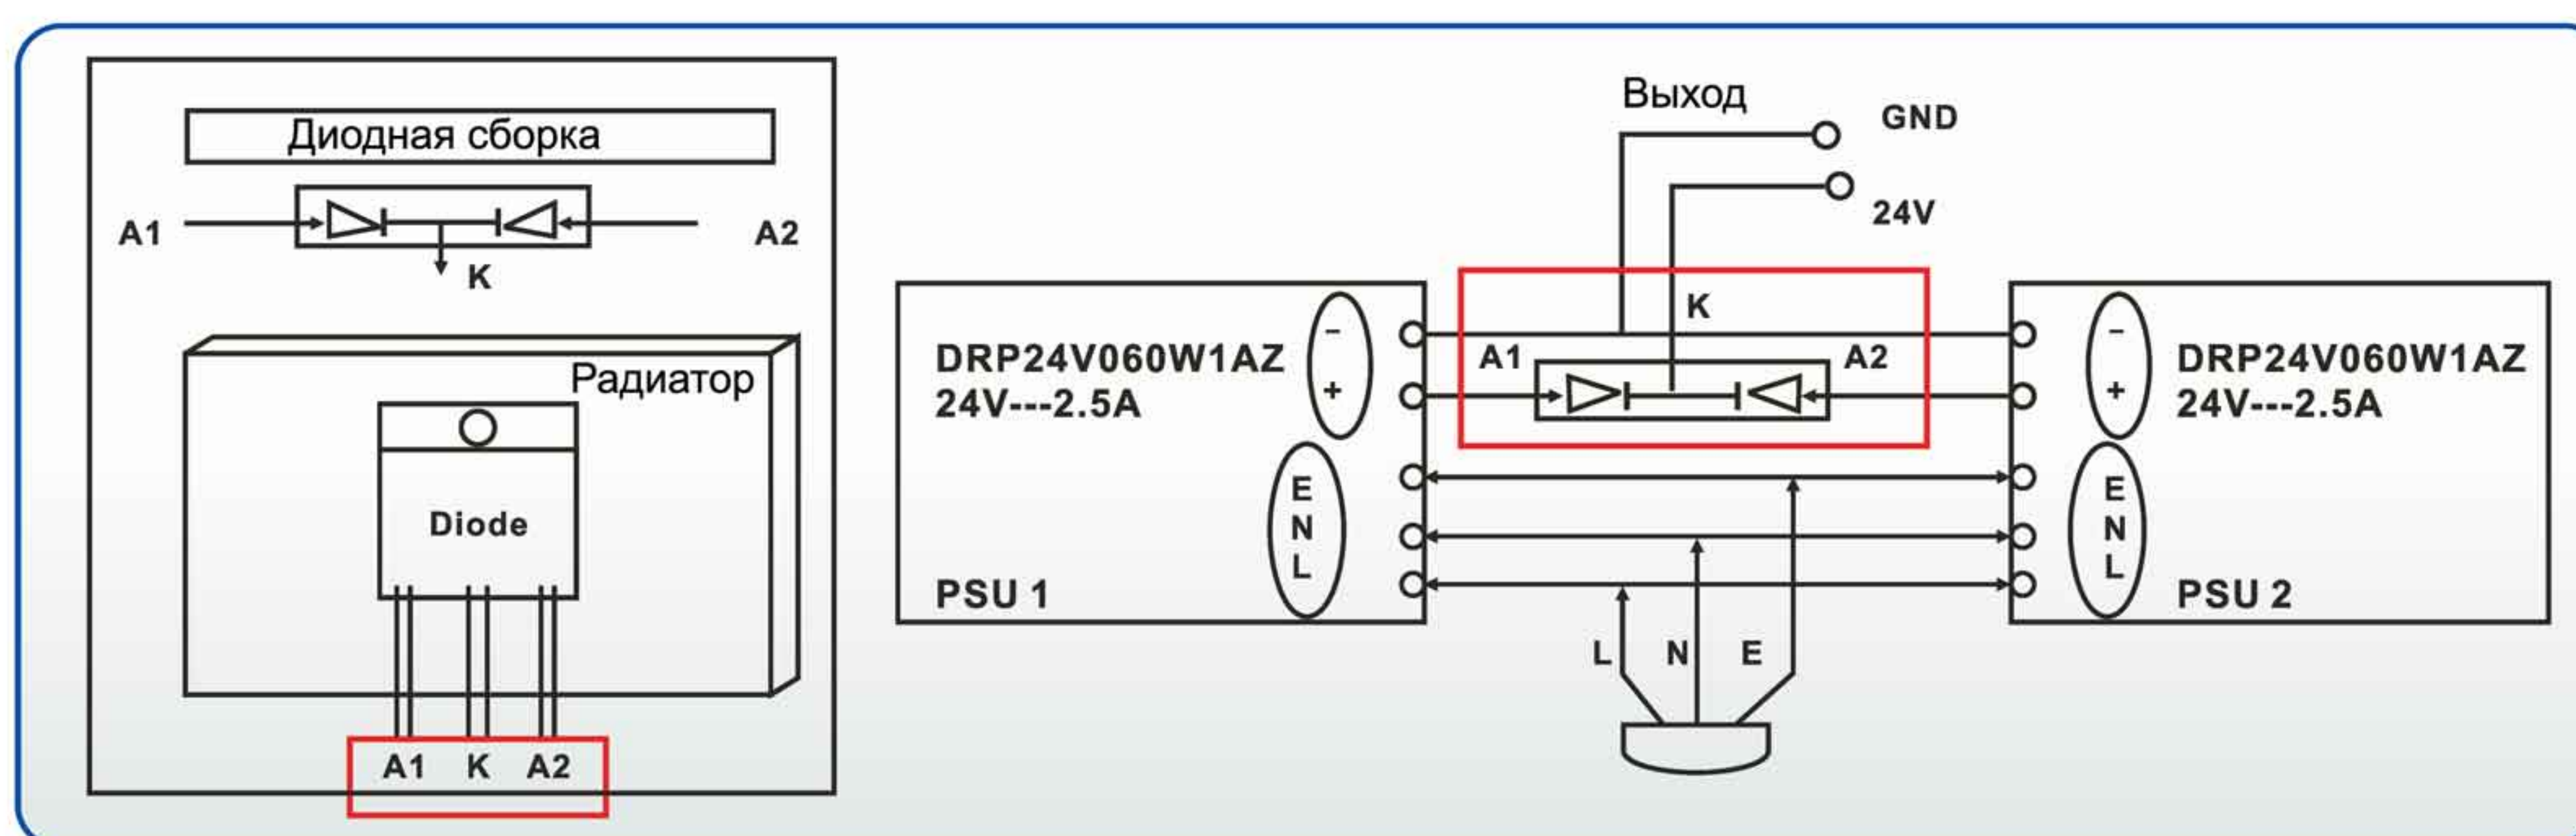 Диодная сборка
A1
A2
K
Радиатор
Diode
A1 K A2
Выход
GND
24V
K
A1
A2
DRP24V060W1AZ
24V---2.5A
−
+
E
N
L
PSU 1
−
+
DRP24V060W1AZ
24V---2.5A
E
N
L
PSU 2
L N E